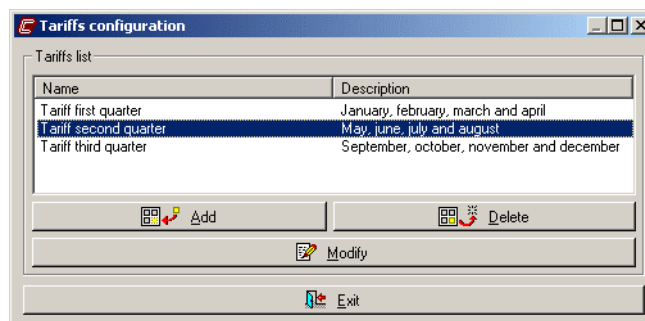 Tariffs configuration
Tariffs list
Name Description
Tariff first quarter January, february, march and april
Tariff second quarter May, june, july and august
Tariff third quarter September, october, november and december
Add Delete
Modify
Exit